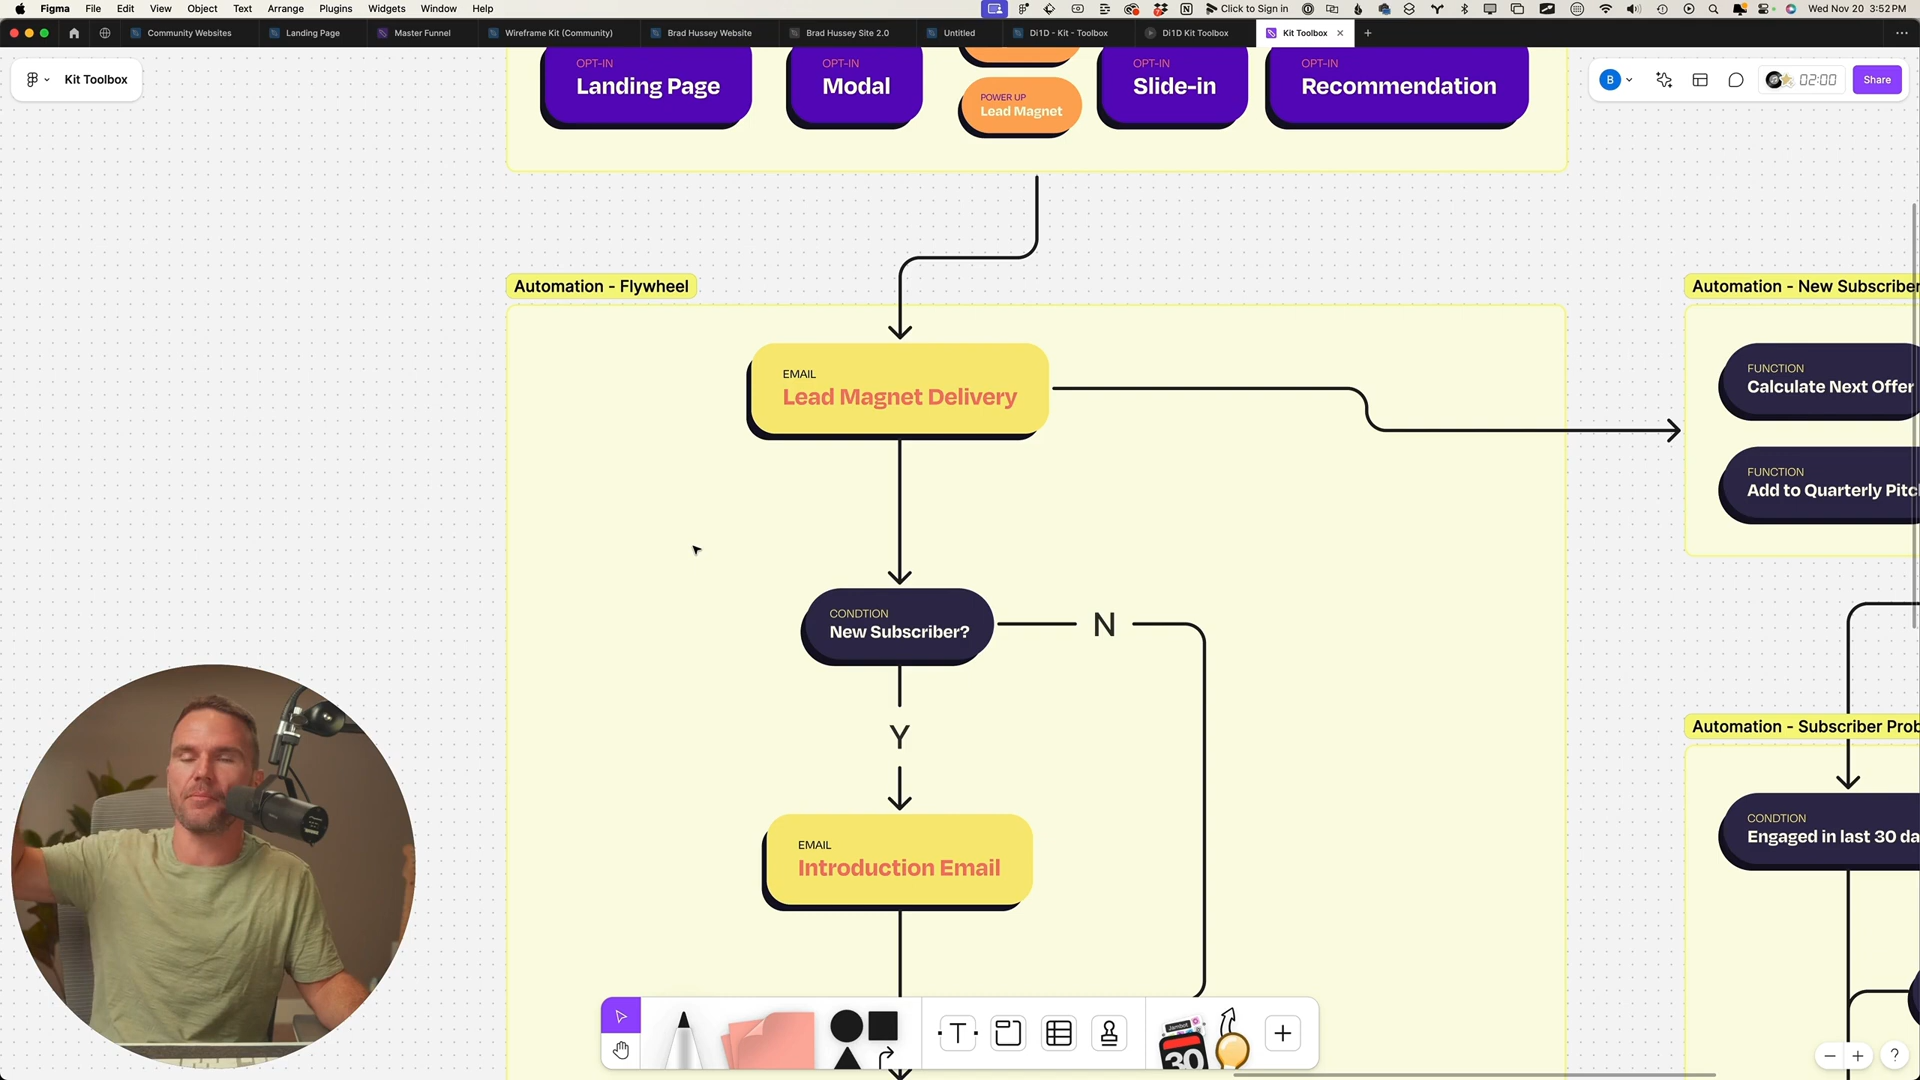 Figma File Edit View Object Text Arrange Plugins Widgets Window Help
Click to Sign in
Wed Nov 20 3:52 PM
Community Websites
Landing Page
Master Funnel
Wireframe Kit (Community)
Brad Hussey Website
Brad Hussey Site 2.0
Untitled
Di1D - Kit - Toolbox
Di1D Kit Toolbox
Kit Toolbox
Kit Toolbox
B
02:00
Share
OPT-IN
Landing Page
OPT-IN
Modal
POWER UP
Lead Magnet
OPT-IN
Slide-in
OPT-IN
Recommendation
Automation - Flywheel
Automation - New Subscriber
EMAIL
Lead Magnet Delivery
FUNCTION
Calculate Next Offer
FUNCTION
Add to Quarterly Pitc
CONDTION
New Subscriber?
N
Y
Automation - Subscriber Prob
CONDTION
Engaged in last 30 da
EMAIL
Introduction Email
T
Jambot
30
?